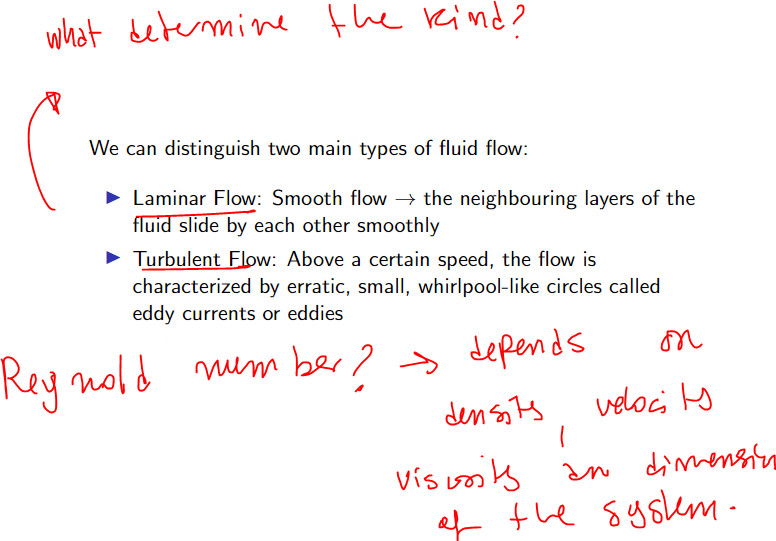 what determine the kind?
We can distinguish two main types of fluid flow:
▶ Laminar Flow: Smooth flow → the neighbouring layers of the
fluid slide by each other smoothly
▶ Turbulent Flow: Above a certain speed, the flow is
characterized by erratic, small, whirlpool-like circles called
eddy currents or eddies
Reynold number? → depends on
density, velocity
viscosity an dimension
of the system.